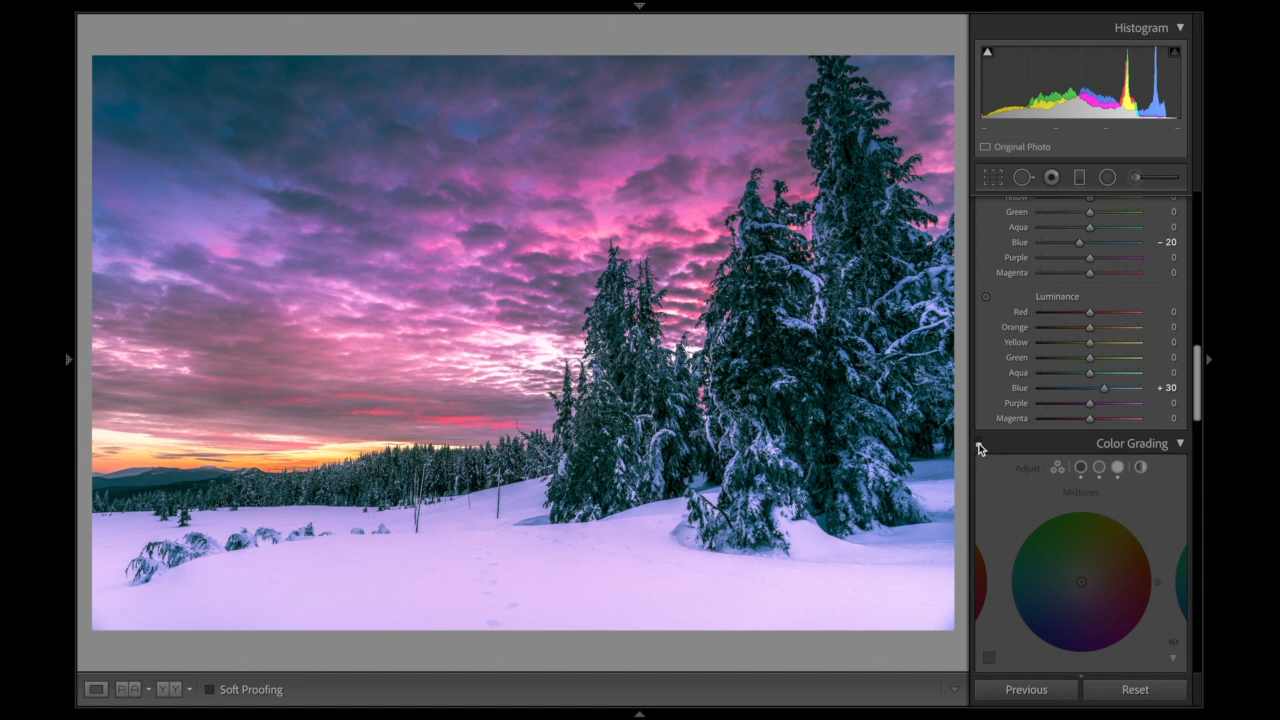 Histogram
Original Photo
Yellow 0
Green 0
Aqua 0
Blue - 20
Purple 0
Magenta 0
Luminance
Red 0
Orange 0
Yellow 0
Green 0
Aqua 0
Blue + 30
Purple 0
Magenta 0
Color Grading
Adjust :
Midtones
Previous Reset
R A Y Y Soft Proofing